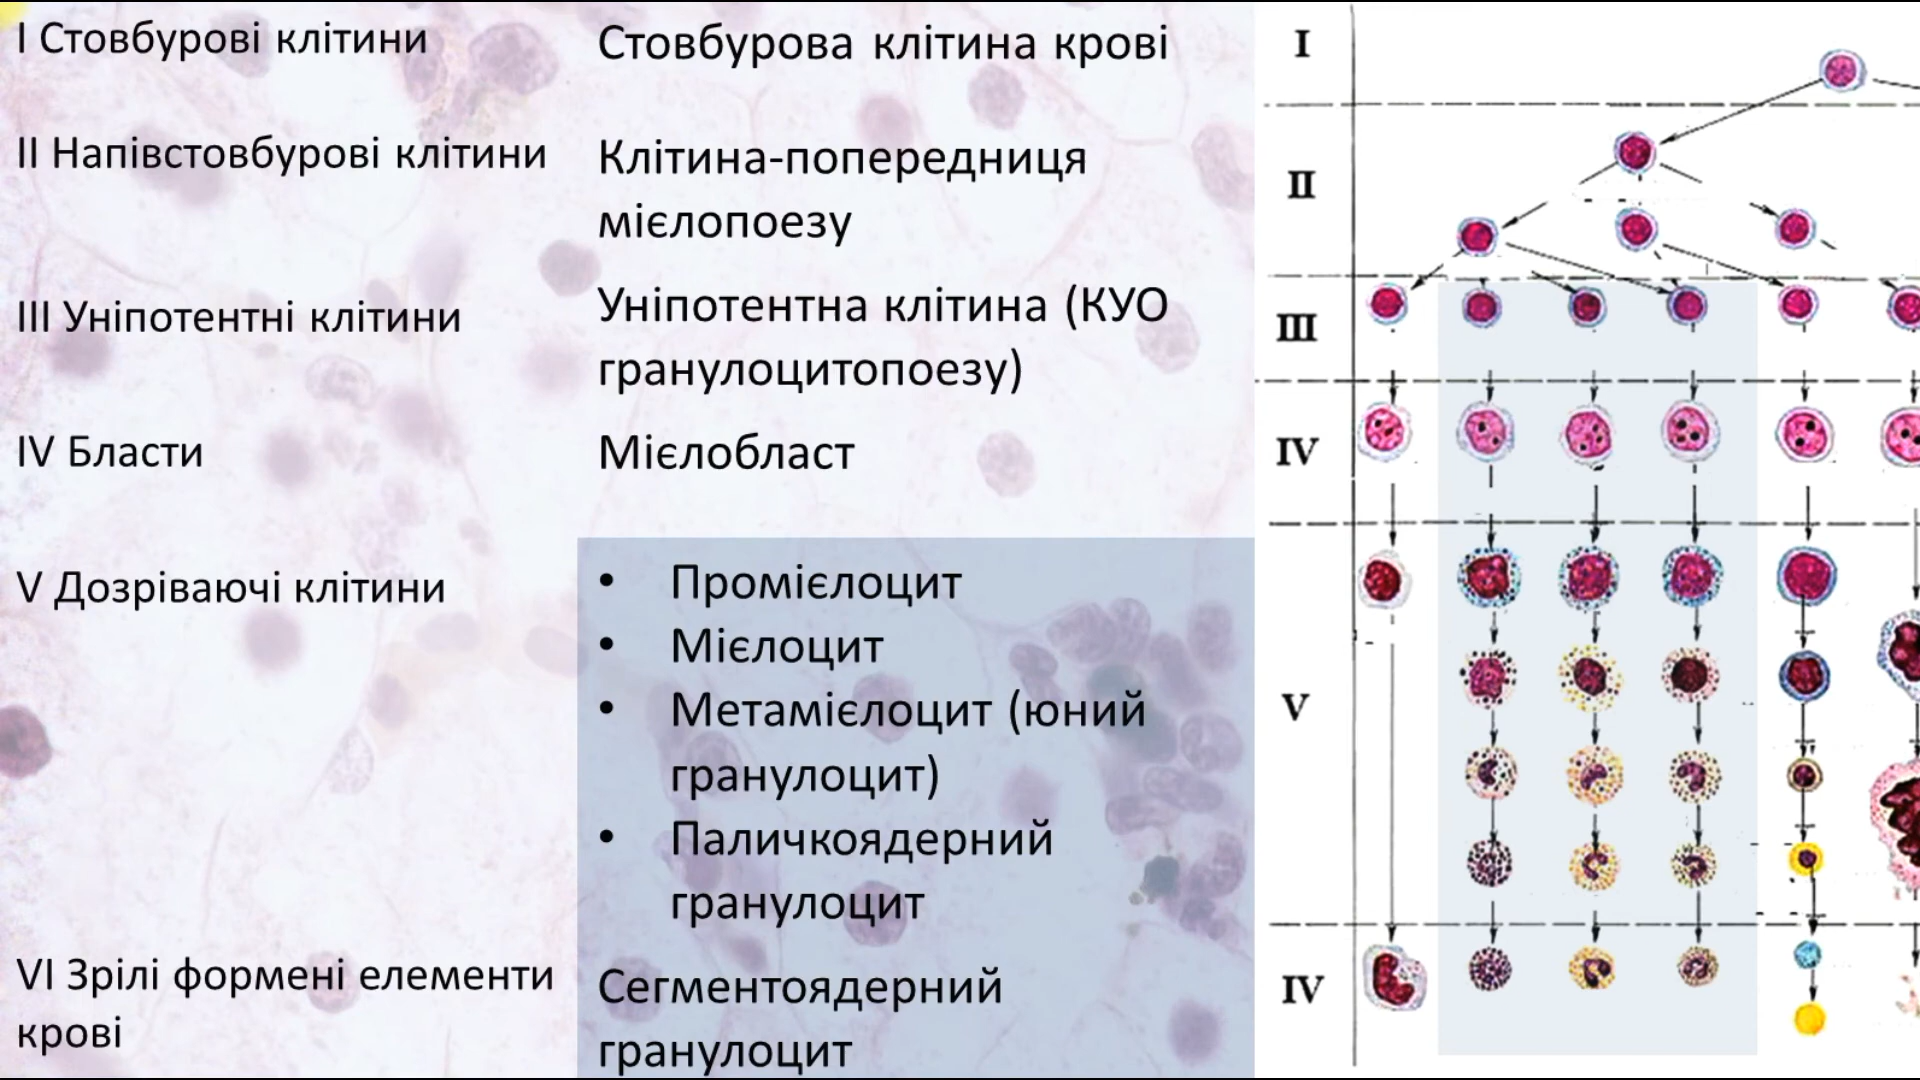 I Стовбурові клітини
Стовбурова клітина крові
II Напівстовбурові клітини
Клітина-попередниця
мієлопоезу
III Уніпотентні клітини
Уніпотентна клітина (КУО
гранулоцитопоезу)
IV Бласти
Мієлобласт
V Дозріваючі клітини
• Промієлоцит
• Мієлоцит
• Метамієлоцит (юний
гранулоцит)
• Паличкоядерний
гранулоцит
VI Зрілі формені елементи
крові
Сегментоядерний
гранулоцит
I
II
III
IV
V
IV